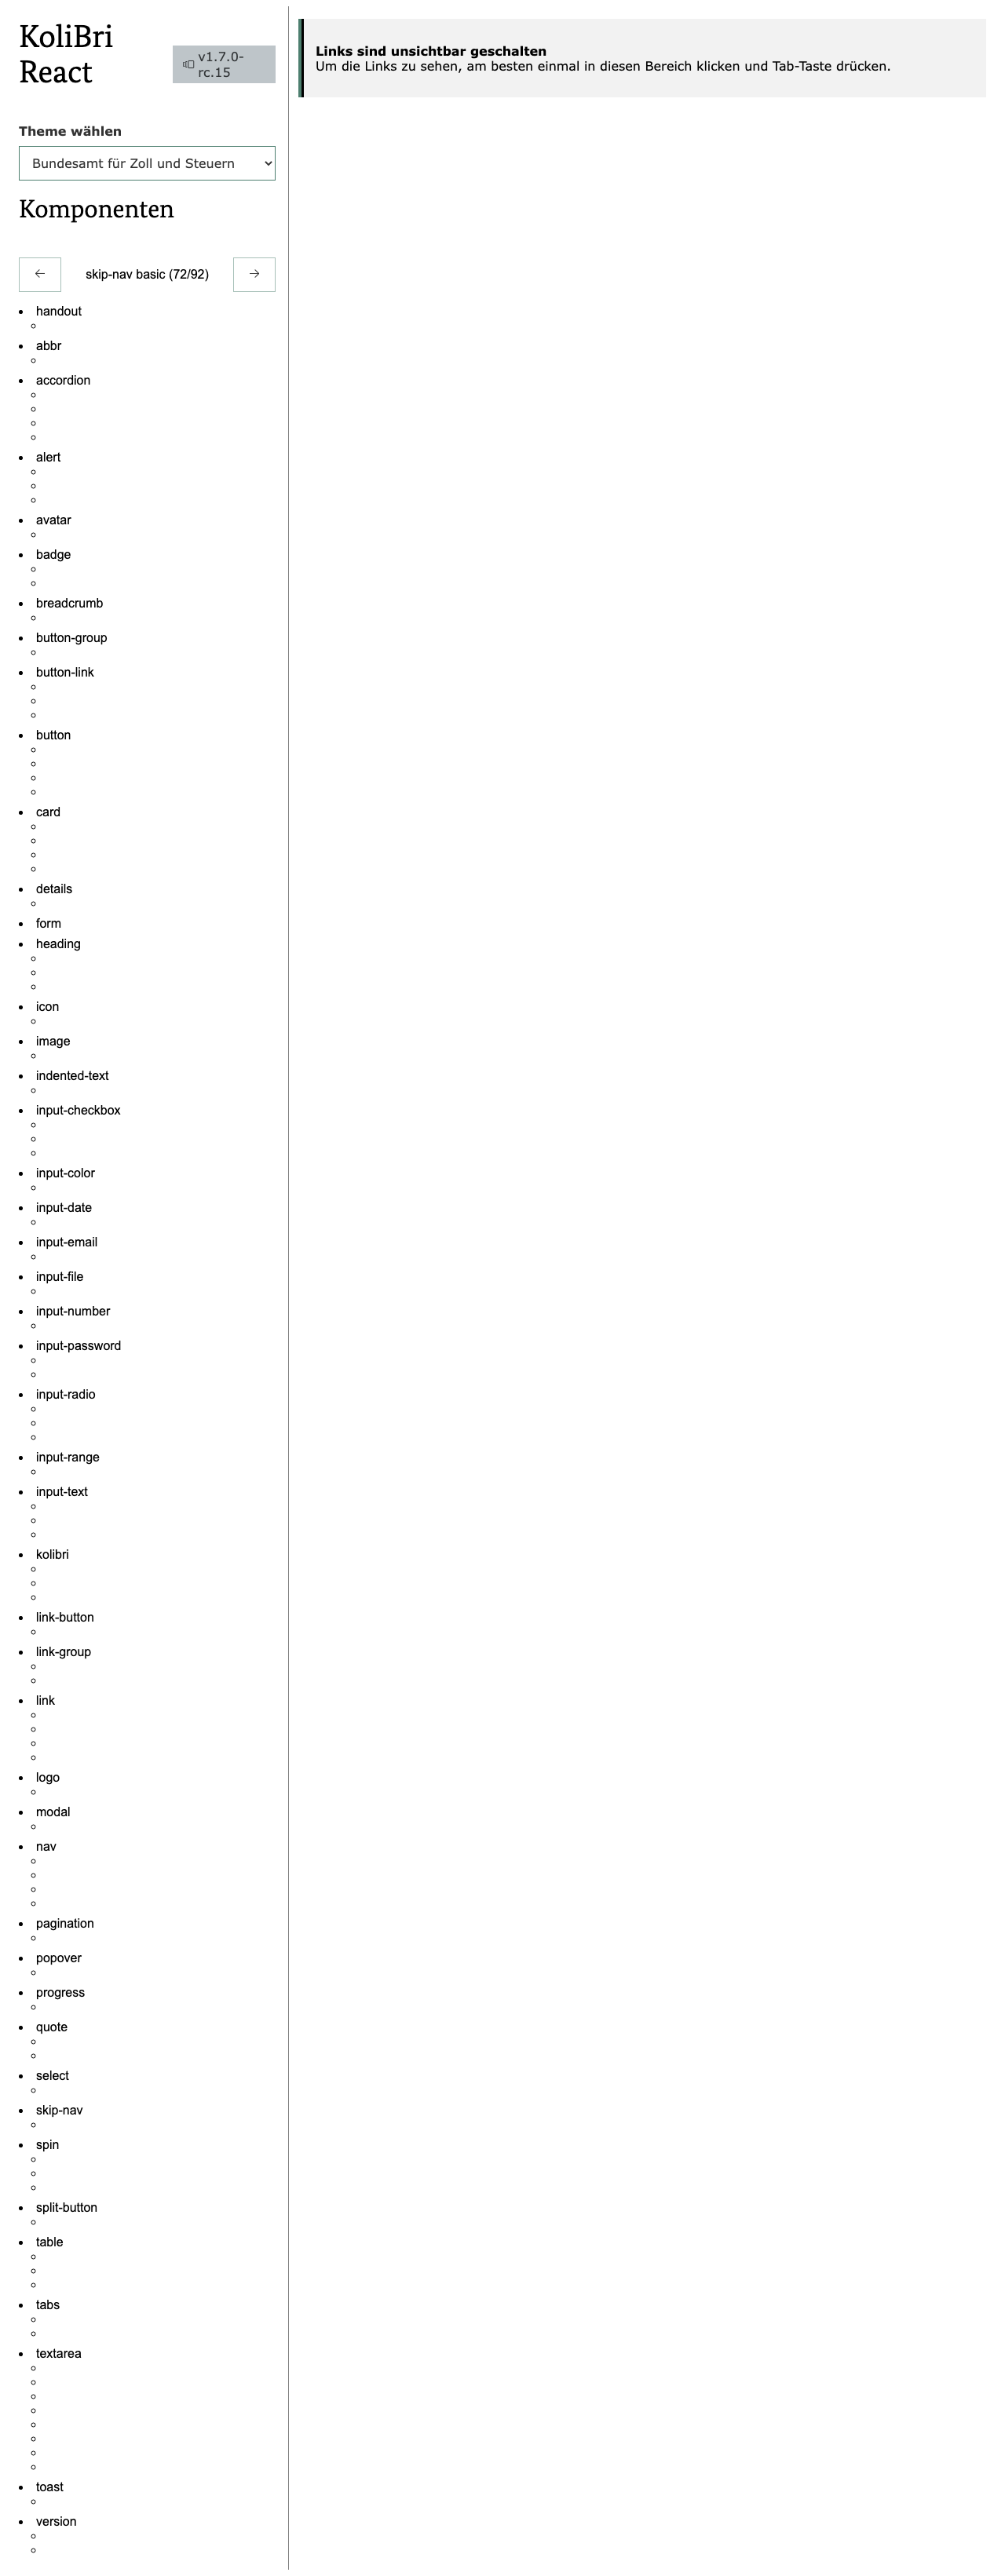 KoliBri
React
v1.7.0-
rc.15
Theme wählen
Bundesamt für Zoll und Steuern
Komponenten
← skip-nav basic (72/92) →
handout
abbr
accordion
alert
avatar
badge
breadcrumb
button-group
button-link
button
card
details
form
heading
icon
image
indented-text
input-checkbox
input-color
input-date
input-email
input-file
input-number
input-password
input-radio
input-range
input-text
kolibri
link-button
link-group
link
logo
modal
nav
pagination
popover
progress
quote
select
skip-nav
spin
split-button
table
tabs
textarea
toast
version
Links sind unsichtbar geschalten
Um die Links zu sehen, am besten einmal in diesen Bereich klicken und Tab-Taste drücken.